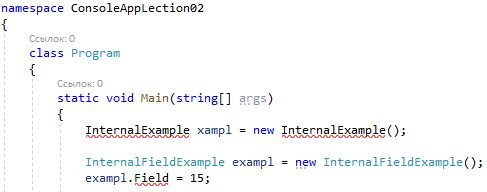 namespace ConsoleAppLection02
{
Ссылок: 0
class Program
{
Ссылок: 0
static void Main(string[] args)
{
InternalExample xampl = new InternalExample();
InternalFieldExample exampl = new InternalFieldExample();
exampl.Field = 15;